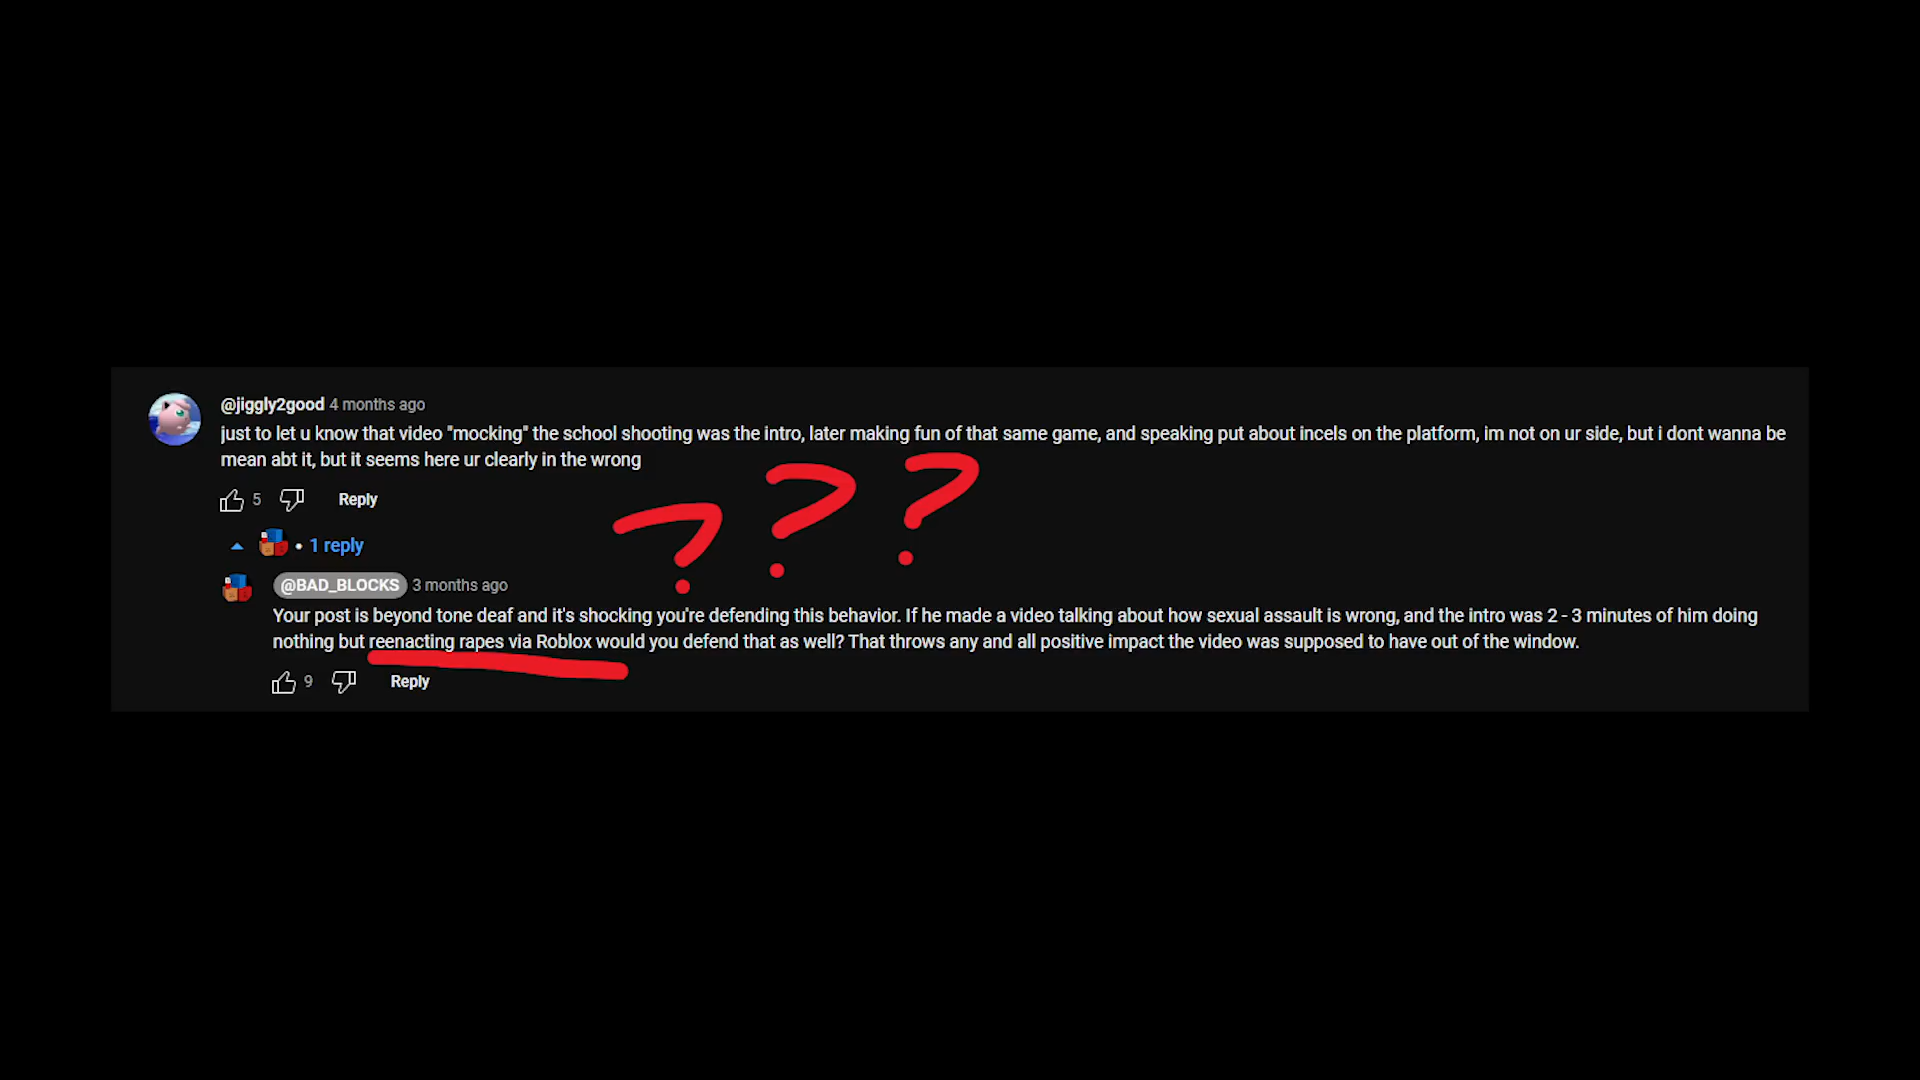 @jiggly2good 4 months ago
just to let u know that video "mocking" the school shooting was the intro, later making fun of that same game, and speaking put about incels on the platform, im not on ur side, but i dont wanna be
mean abt it, but it seems here ur clearly in the wrong
5 Reply
? ? ?
• 1 reply
@BAD_BLOCKS 3 months ago
Your post is beyond tone deaf and it's shocking you're defending this behavior. If he made a video talking about how sexual assault is wrong, and the intro was 2 - 3 minutes of him doing
nothing but reenacting rapes via Roblox would you defend that as well? That throws any and all positive impact the video was supposed to have out of the window.
9 Reply